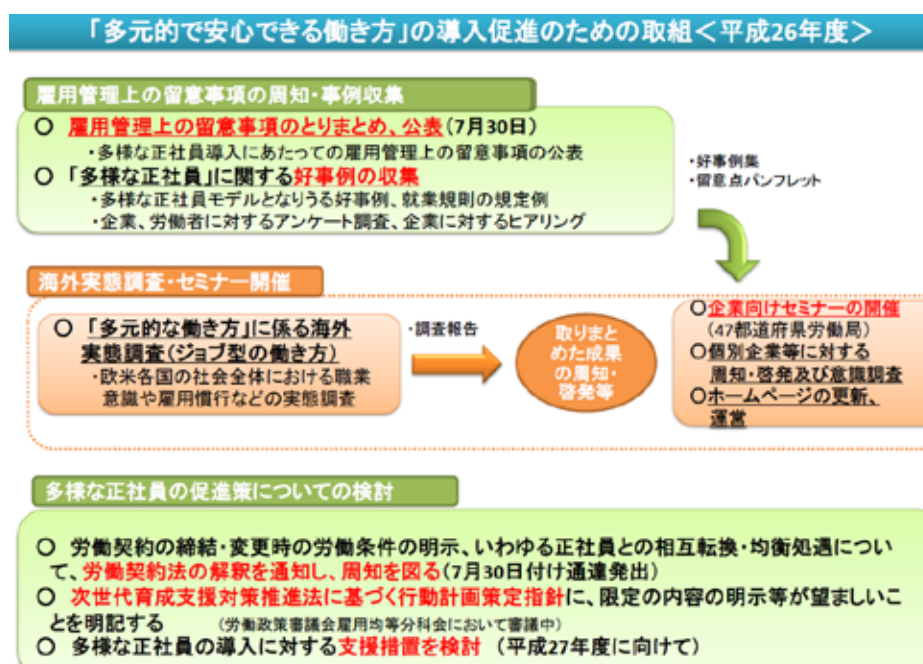 「多元的で安心できる働き方」の導入促進のための取組＜平成26年度＞
雇用管理上の留意事項の周知・事例収集
○ 雇用管理上の留意事項のとりまとめ、公表(7月30日)
・多様な正社員導入にあたっての雇用管理上の留意事項の公表
○ 「多様な正社員」に関する好事例の収集
・多様な正社員モデルとなりうる好事例、就業規則の規定例
・企業、労働者に対するアンケート調査、企業に対するヒアリング
・好事例集
・留意点パンフレット
海外実態調査・セミナー開催
○ 「多元的な働き方」に係る海外
実態調査(ジョブ型の働き方)
・欧米各国の社会全体における職業
意識や雇用慣行などの実態調査
・調査報告
取りまと
めた成果
の周知・
啓発等
○企業向けセミナーの開催
(47都道府県労働局)
○個別企業等に対する
周知・啓発及び意識調査
○ホームページの更新、
運営
多様な正社員の促進策についての検討
○ 労働契約の締結・変更時の労働条件の明示、いわゆる正社員との相互転換・均衡処遇につい
て、労働契約法の解釈を通知し、周知を図る(7月30日付け通達発出)
○ 次世代育成支援対策推進法に基づく行動計画策定指針に、限定の内容の明示等が望ましいこ
とを明記する (労働政策審議会雇用均等分科会において審議中)
○ 多様な正社員の導入に対する支援措置を検討 (平成27年度に向けて)